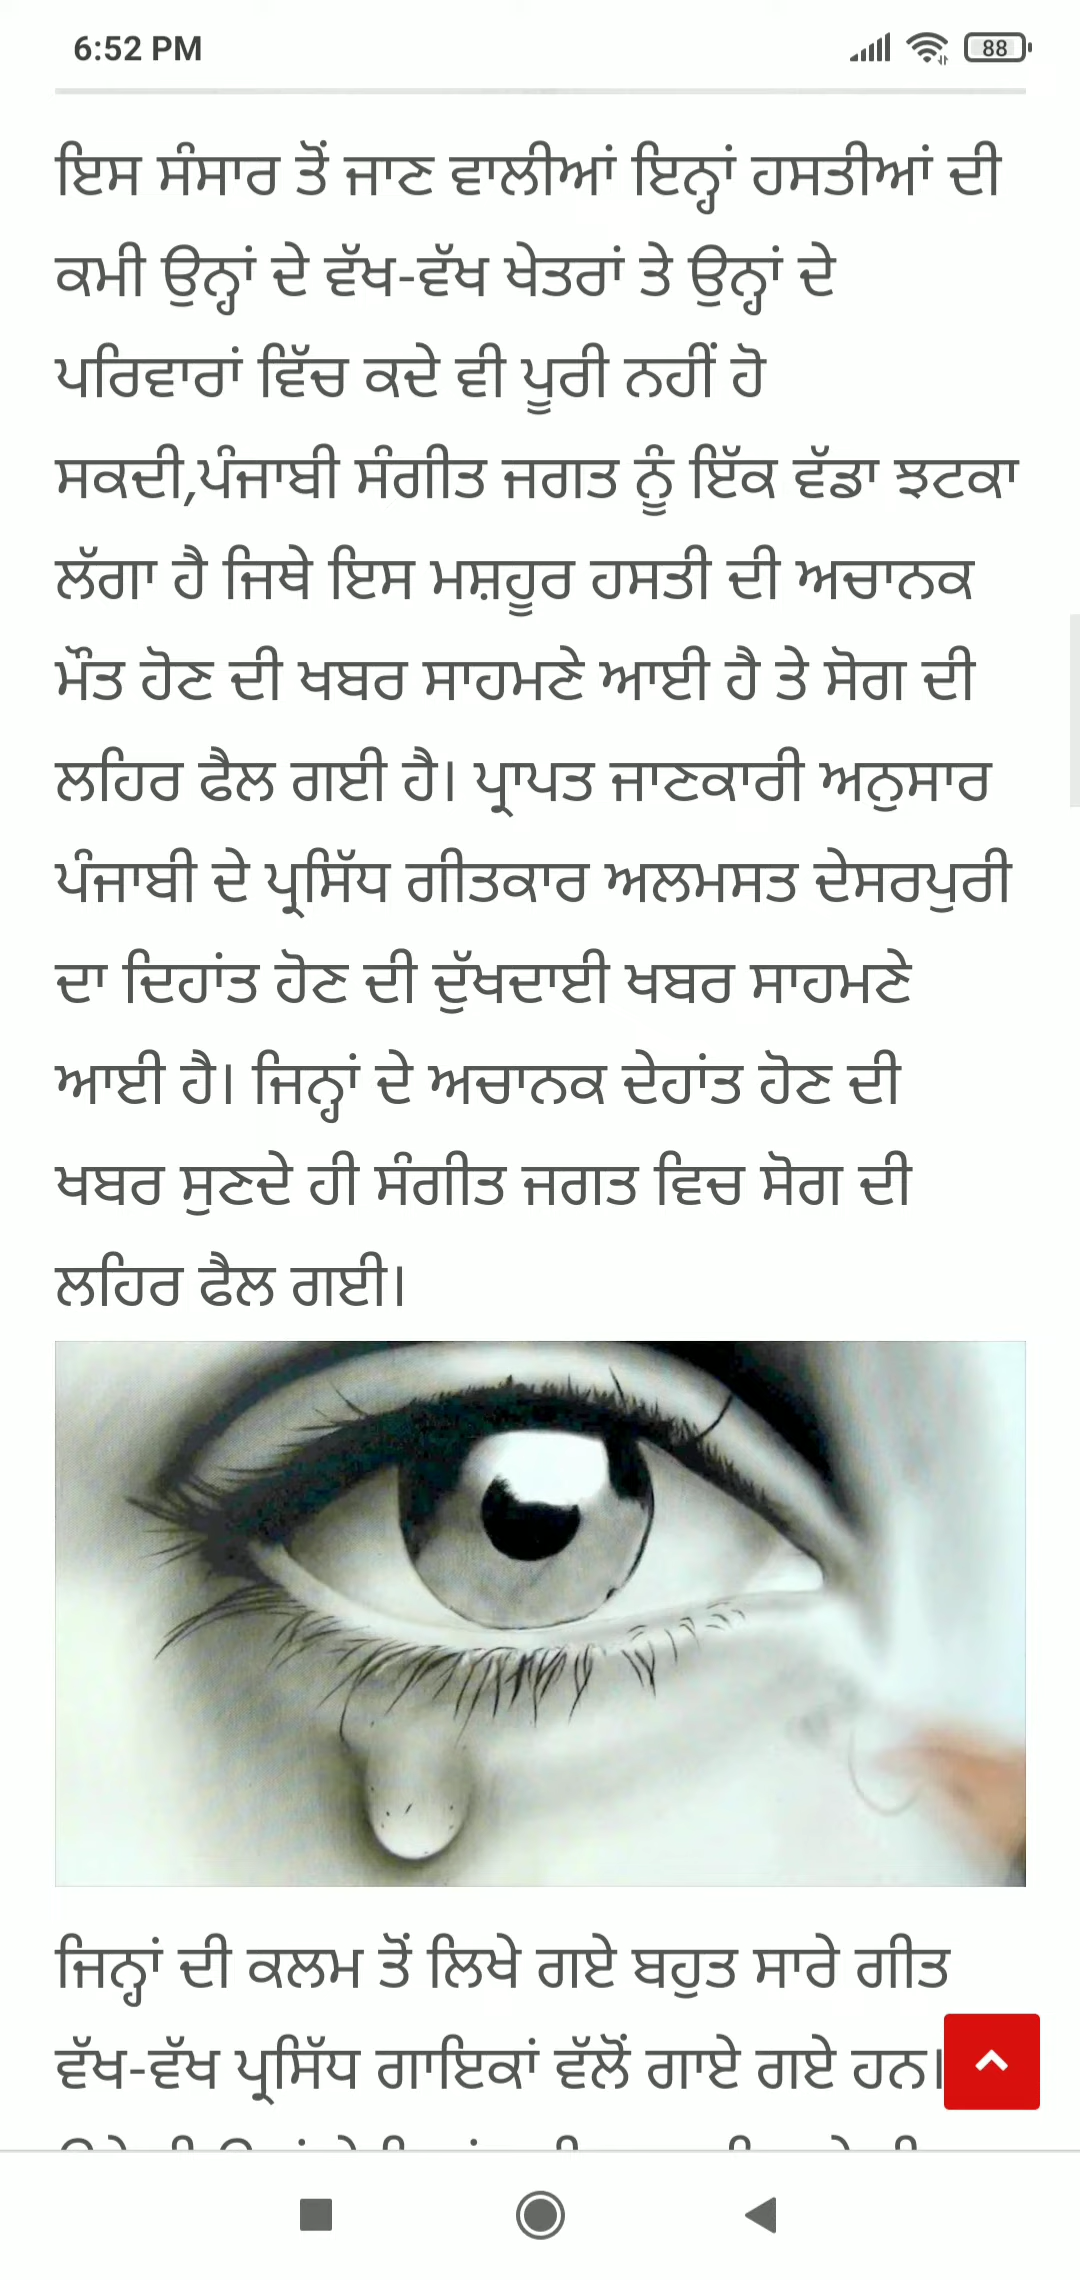 6:52 PM
88
ਇਸ ਸੰਸਾਰ ਤੋਂ ਜਾਣ ਵਾਲੀਆਂ ਇਨ੍ਹਾਂ ਹਸਤੀਆਂ ਦੀ
ਕਮੀ ਉਨ੍ਹਾਂ ਦੇ ਵੱਖ-ਵੱਖ ਖੇਤਰਾਂ ਤੇ ਉਨ੍ਹਾਂ ਦੇ
ਪਰਿਵਾਰਾਂ ਵਿੱਚ ਕਦੇ ਵੀ ਪੂਰੀ ਨਹੀਂ ਹੋ
ਸਕਦੀ,ਪੰਜਾਬੀ ਸੰਗੀਤ ਜਗਤ ਨੂੰ ਇੱਕ ਵੱਡਾ ਝਟਕਾ
ਲੱਗਾ ਹੈ ਜਿਥੇ ਇਸ ਮਸ਼ਹੂਰ ਹਸਤੀ ਦੀ ਅਚਾਨਕ
ਮੌਤ ਹੋਣ ਦੀ ਖਬਰ ਸਾਹਮਣੇ ਆਈ ਹੈ ਤੇ ਸੋਗ ਦੀ
ਲਹਿਰ ਫੈਲ ਗਈ ਹੈ। ਪ੍ਰਾਪਤ ਜਾਣਕਾਰੀ ਅਨੁਸਾਰ
ਪੰਜਾਬੀ ਦੇ ਪ੍ਰਸਿੱਧ ਗੀਤਕਾਰ ਅਲਮਸਤ ਦੇਸਰਪੁਰੀ
ਦਾ ਦਿਹਾਂਤ ਹੋਣ ਦੀ ਦੁੱਖਦਾਈ ਖਬਰ ਸਾਹਮਣੇ
ਆਈ ਹੈ। ਜਿਨ੍ਹਾਂ ਦੇ ਅਚਾਨਕ ਦੇਹਾਂਤ ਹੋਣ ਦੀ
ਖਬਰ ਸੁਣਦੇ ਹੀ ਸੰਗੀਤ ਜਗਤ ਵਿਚ ਸੋਗ ਦੀ
ਲਹਿਰ ਫੈਲ ਗਈ।
ਜਿਨ੍ਹਾਂ ਦੀ ਕਲਮ ਤੋਂ ਲਿਖੇ ਗਏ ਬਹੁਤ ਸਾਰੇ ਗੀਤ
ਵੱਖ-ਵੱਖ ਪ੍ਰਸਿੱਧ ਗਾਇਕਾਂ ਵੱਲੋਂ ਗਾਏ ਗਏ ਹਨ।